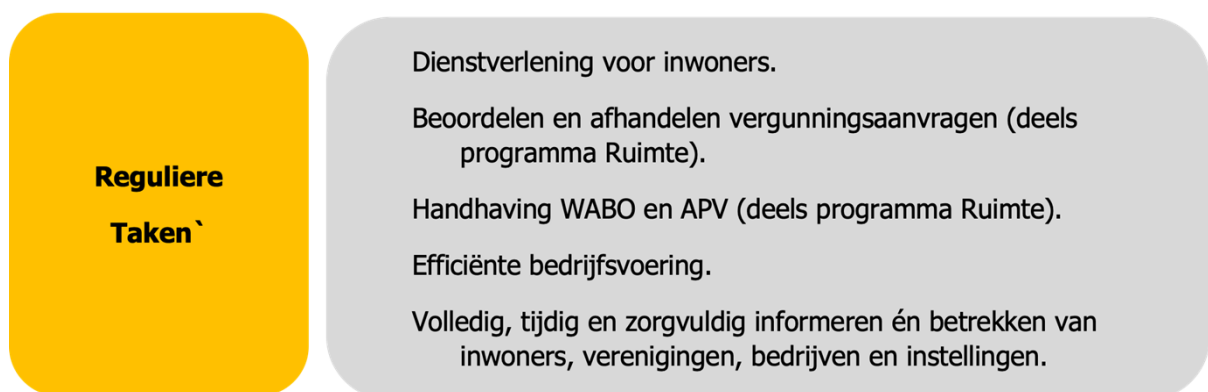 Reguliere
Taken`
Dienstverlening voor inwoners.
Beoordelen en afhandelen vergunningsaanvragen (deels
programma Ruimte).
Handhaving WABO en APV (deels programma Ruimte).
Efficiënte bedrijfsvoering.
Volledig, tijdig en zorgvuldig informeren én betrekken van
inwoners, verenigingen, bedrijven en instellingen.